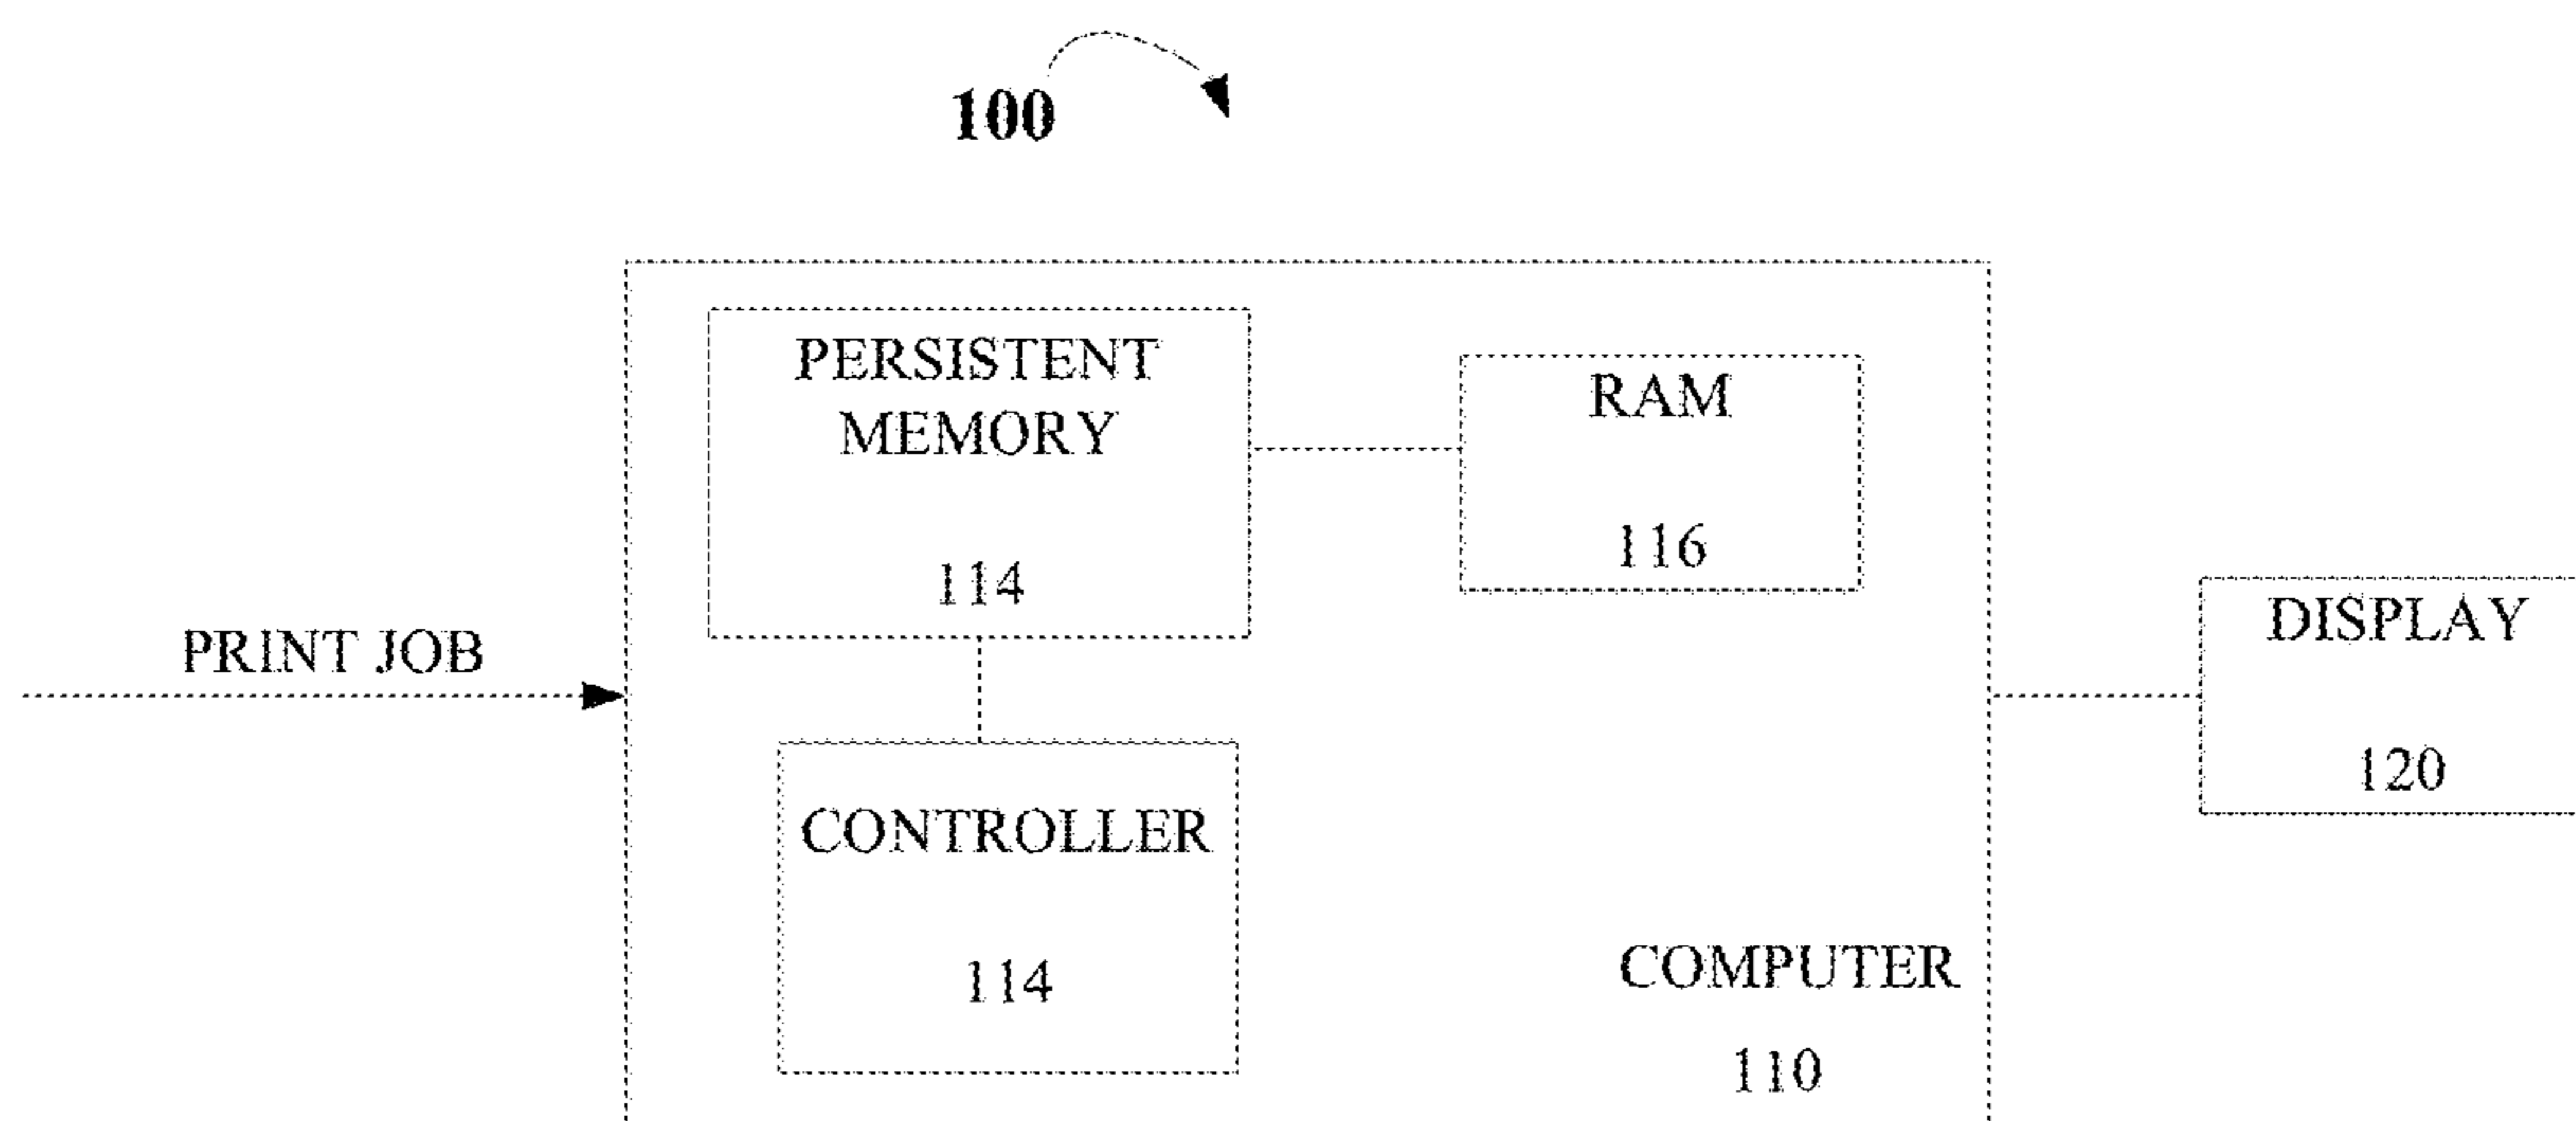 100
PERSISTENT
MEMORY
114
RAM
116
PRINT JOB
DISPLAY
120
CONTROLLER
114
COMPUTER
110